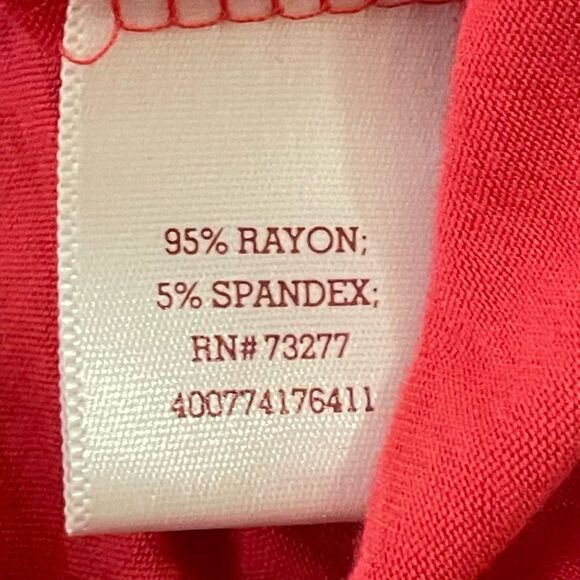 95% RAYON;
5% SPANDEX;
RN# 73277
400774176411